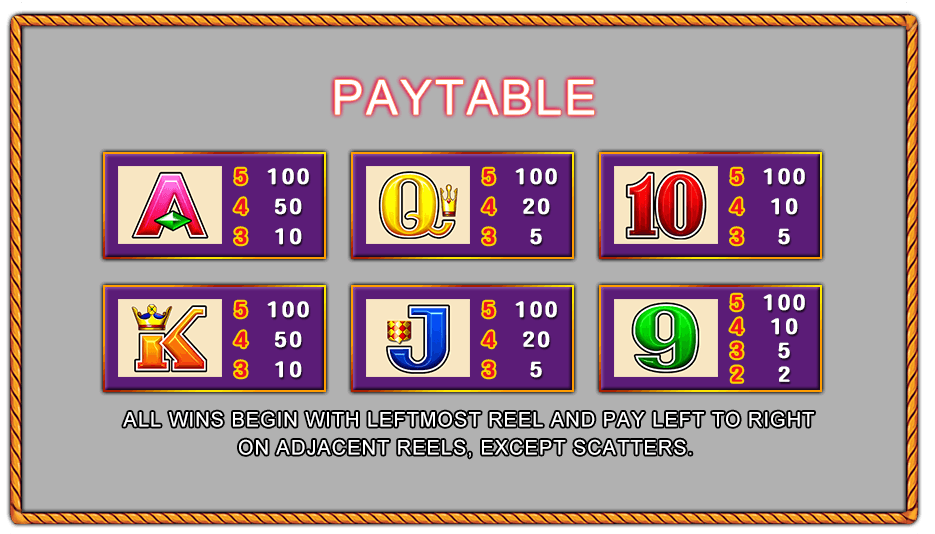 PAYTABLE
A 5 100
4 50
3 10
Q 5 100
4 20
3 5
10 5 100
4 10
3 5
K 5 100
4 50
3 10
J 5 100
4 20
3 5
9 5 100
4 10
3 5
2 2
ALL WINS BEGIN WITH LEFTMOST REEL AND PAY LEFT TO RIGHT
ON ADJACENT REELS, EXCEPT SCATTERS.